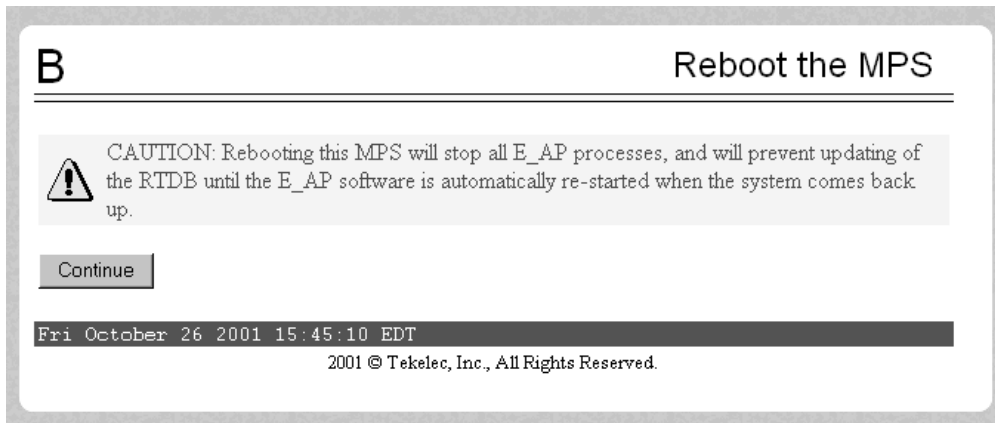 B
Reboot the MPS
CAUTION: Rebooting this MPS will stop all E_AP processes, and will prevent updating of
the RTDB until the E_AP software is automatically re-started when the system comes back
up.
Continue
Fri October 26 2001 15:45:10 EDT
2001 © Tekelec, Inc., All Rights Reserved.